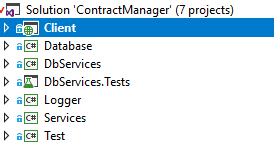 Solution 'ContractManager' (7 projects)
Client
C# Database
C# DbServices
DbServices.Tests
C# Logger
C# Services
C# Test